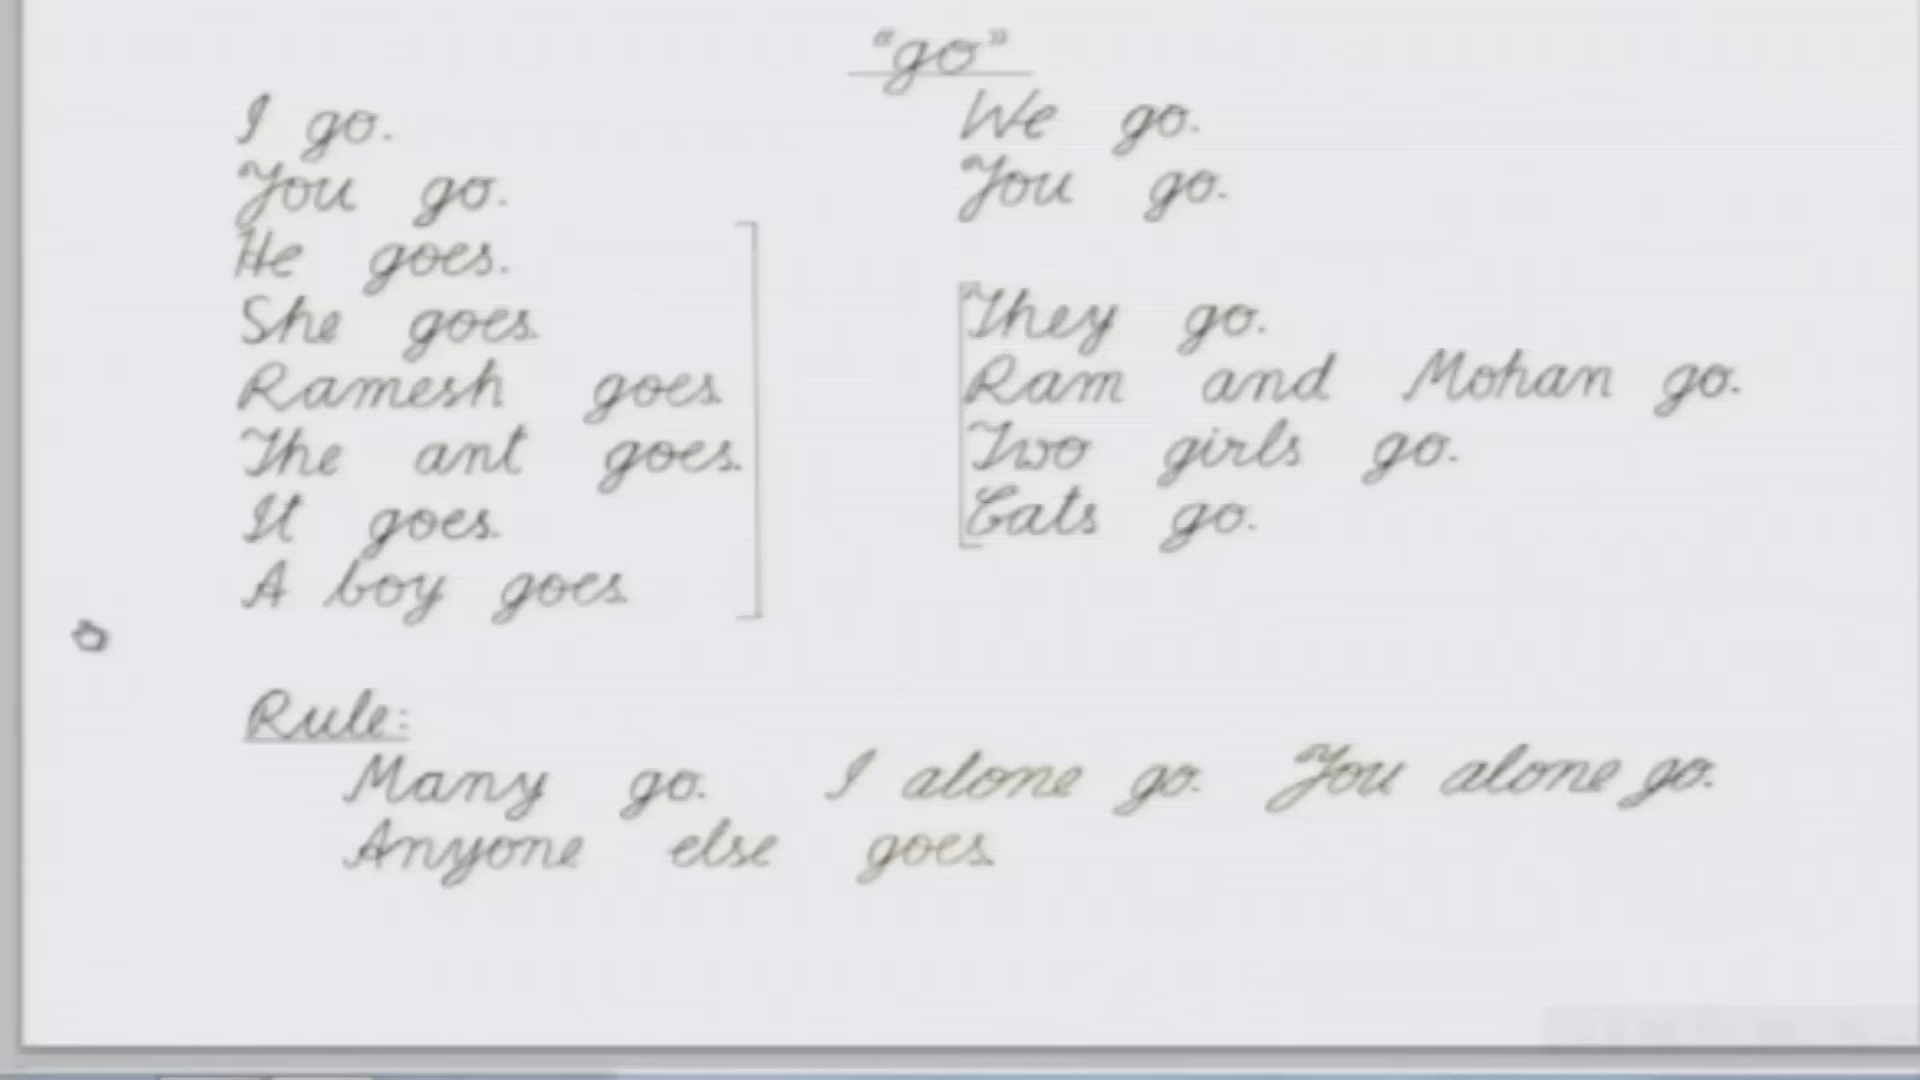 "go"
I go.
You go.
He goes.
She goes.
Ramesh goes.
The ant goes.
It goes.
A boy goes.
We go.
You go.
They go.
Ram and Mohan go.
Two girls go.
Cats go.
Rule:
Many go. I alone go. You alone go.
Anyone else goes.